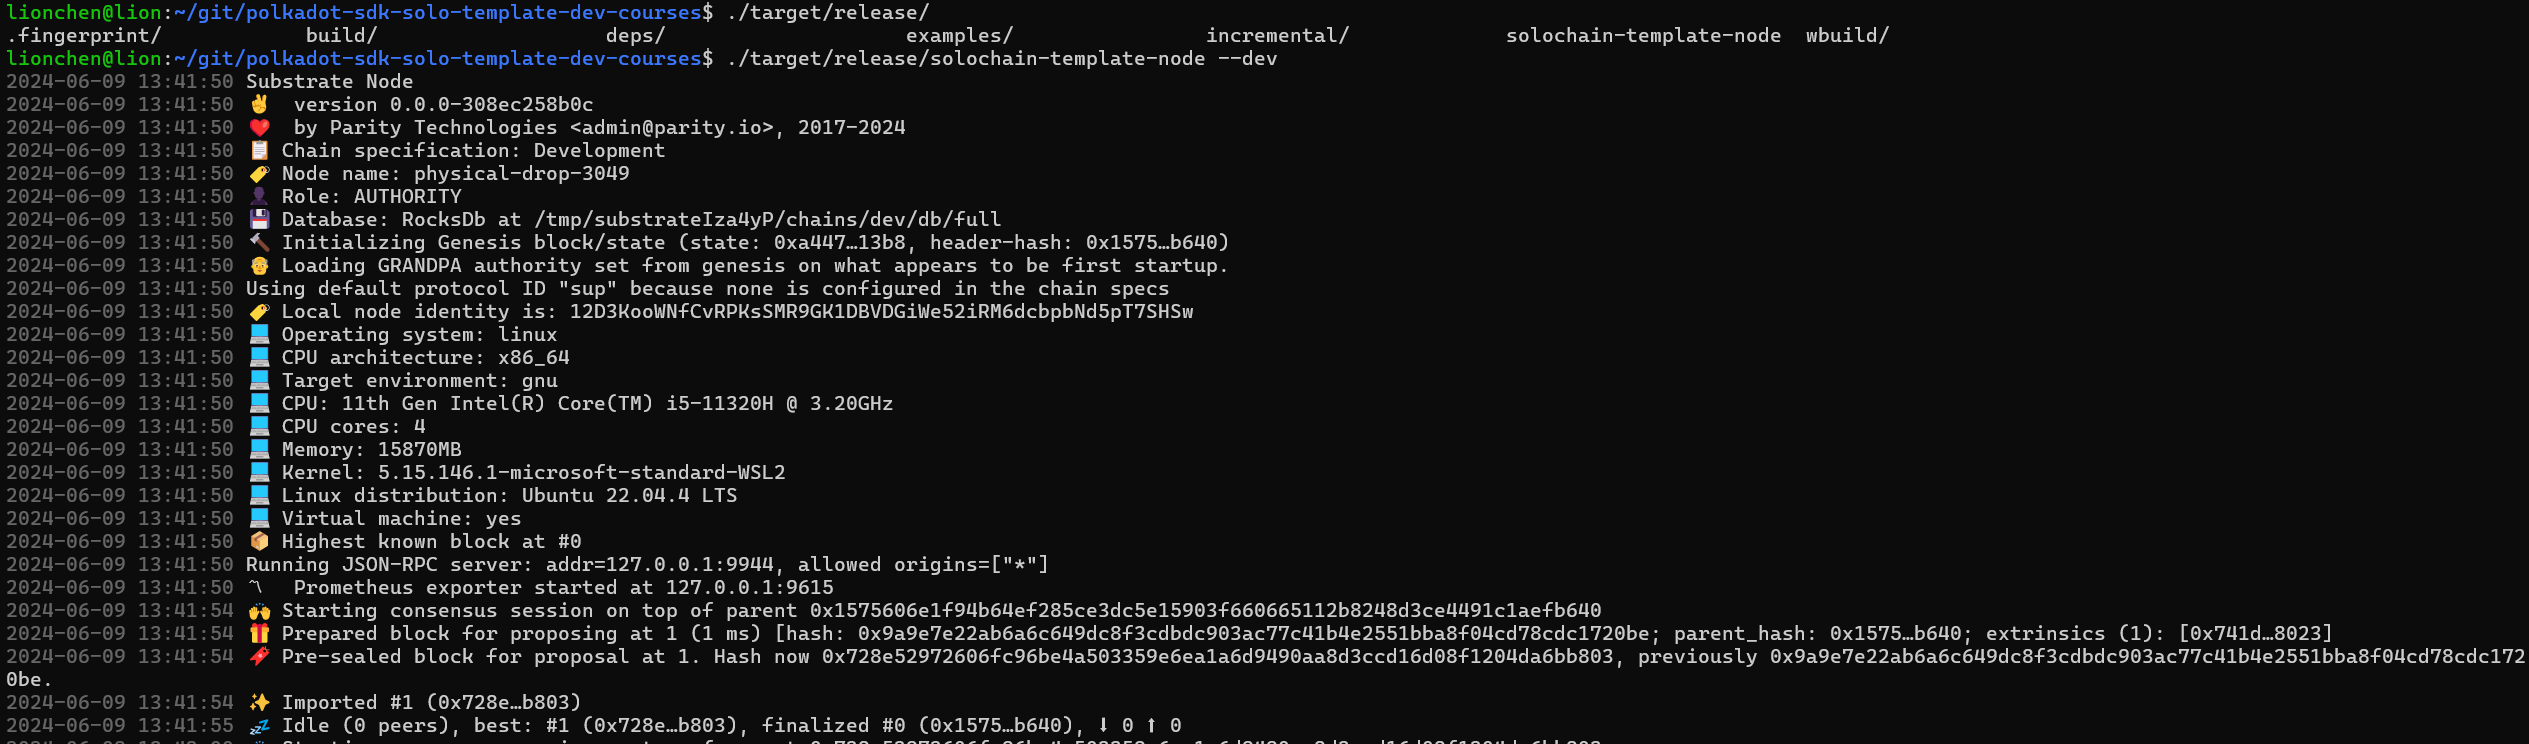 lionchen@lion:~/git/polkadot-sdk-solo-template-dev-courses$ ./target/release/
.fingerprint/ build/ deps/ examples/ incremental/ solochain-template-node wbuild/
lionchen@lion:~/git/polkadot-sdk-solo-template-dev-courses$ ./target/release/solochain-template-node --dev
2024-06-09 13:41:50 Substrate Node
2024-06-09 13:41:50 ✌️ version 0.0.0-308ec258b0c
2024-06-09 13:41:50 ❤️ by Parity Technologies <admin@parity.io>, 2017-2024
2024-06-09 13:41:50 📋 Chain specification: Development
2024-06-09 13:41:50 🏷 Node name: physical-drop-3049
2024-06-09 13:41:50 👤 Role: AUTHORITY
2024-06-09 13:41:50 💾 Database: RocksDb at /tmp/substrateIza4yP/chains/dev/db/full
2024-06-09 13:41:50 🔨 Initializing Genesis block/state (state: 0xa447…13b8, header-hash: 0x1575…b640)
2024-06-09 13:41:50 👴 Loading GRANDPA authority set from genesis on what appears to be first startup.
2024-06-09 13:41:50 Using default protocol ID "sup" because none is configured in the chain specs
2024-06-09 13:41:50 🏷 Local node identity is: 12D3KooWNfCvRPKsSMR9GK1DBVDGiWe52iRM6dcbpbNd5pT7SHSw
2024-06-09 13:41:50 💻 Operating system: linux
2024-06-09 13:41:50 💻 CPU architecture: x86_64
2024-06-09 13:41:50 💻 Target environment: gnu
2024-06-09 13:41:50 💻 CPU: 11th Gen Intel(R) Core(TM) i5-11320H @ 3.20GHz
2024-06-09 13:41:50 💻 CPU cores: 4
2024-06-09 13:41:50 💻 Memory: 15870MB
2024-06-09 13:41:50 💻 Kernel: 5.15.146.1-microsoft-standard-WSL2
2024-06-09 13:41:50 💻 Linux distribution: Ubuntu 22.04.4 LTS
2024-06-09 13:41:50 💻 Virtual machine: yes
2024-06-09 13:41:50 📦 Highest known block at #0
2024-06-09 13:41:50 Running JSON-RPC server: addr=127.0.0.1:9944, allowed origins=["*"]
2024-06-09 13:41:50 〽️ Prometheus exporter started at 127.0.0.1:9615
2024-06-09 13:41:54 🙌 Starting consensus session on top of parent 0x1575606e1f94b64ef285ce3dc5e15903f660665112b8248d3ce4491c1aefb640
2024-06-09 13:41:54 🎁 Prepared block for proposing at 1 (1 ms) [hash: 0x9a9e7e22ab6a6c649dc8f3cdbdc903ac77c41b4e2551bba8f04cd78cdc1720be; parent_hash: 0x1575…b640; extrinsics (1): [0x741d…8023]
2024-06-09 13:41:54 🔖 Pre-sealed block for proposal at 1. Hash now 0x728e52972606fc96be4a503359e6ea1a6d9490aa8d3ccd16d08f1204da6bb803, previously 0x9a9e7e22ab6a6c649dc8f3cdbdc903ac77c41b4e2551bba8f04cd78cdc172
0be.
2024-06-09 13:41:54 ✨ Imported #1 (0x728e…b803)
2024-06-09 13:41:55 💤 Idle (0 peers), best: #1 (0x728e…b803), finalized #0 (0x1575…b640), ⬇ 0 ⬆ 0